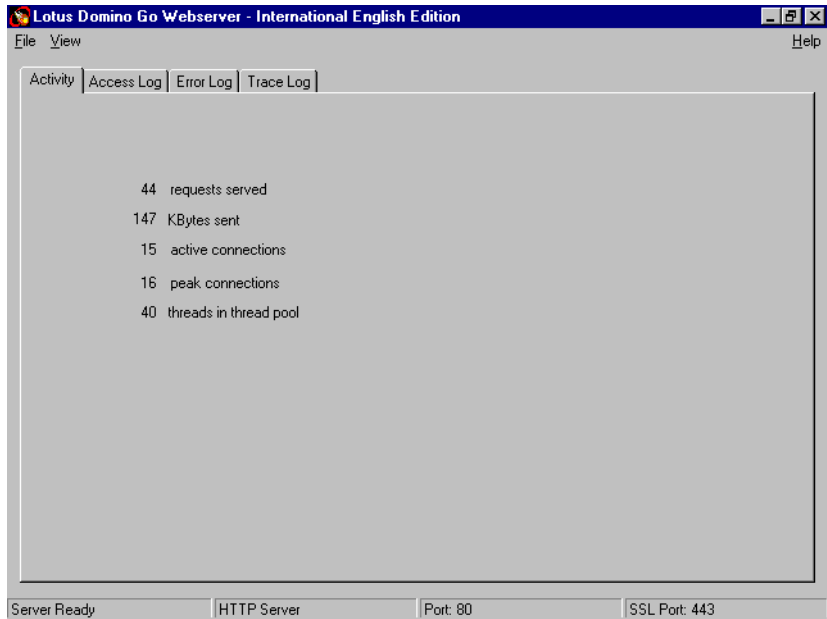 Lotus Domino Go Webserver - International English Edition
File View Help
Activity Access Log Error Log Trace Log
44 requests served
147 KBytes sent
15 active connections
16 peak connections
40 threads in thread pool
Server Ready HTTP Server Port: 80 SSL Port: 443